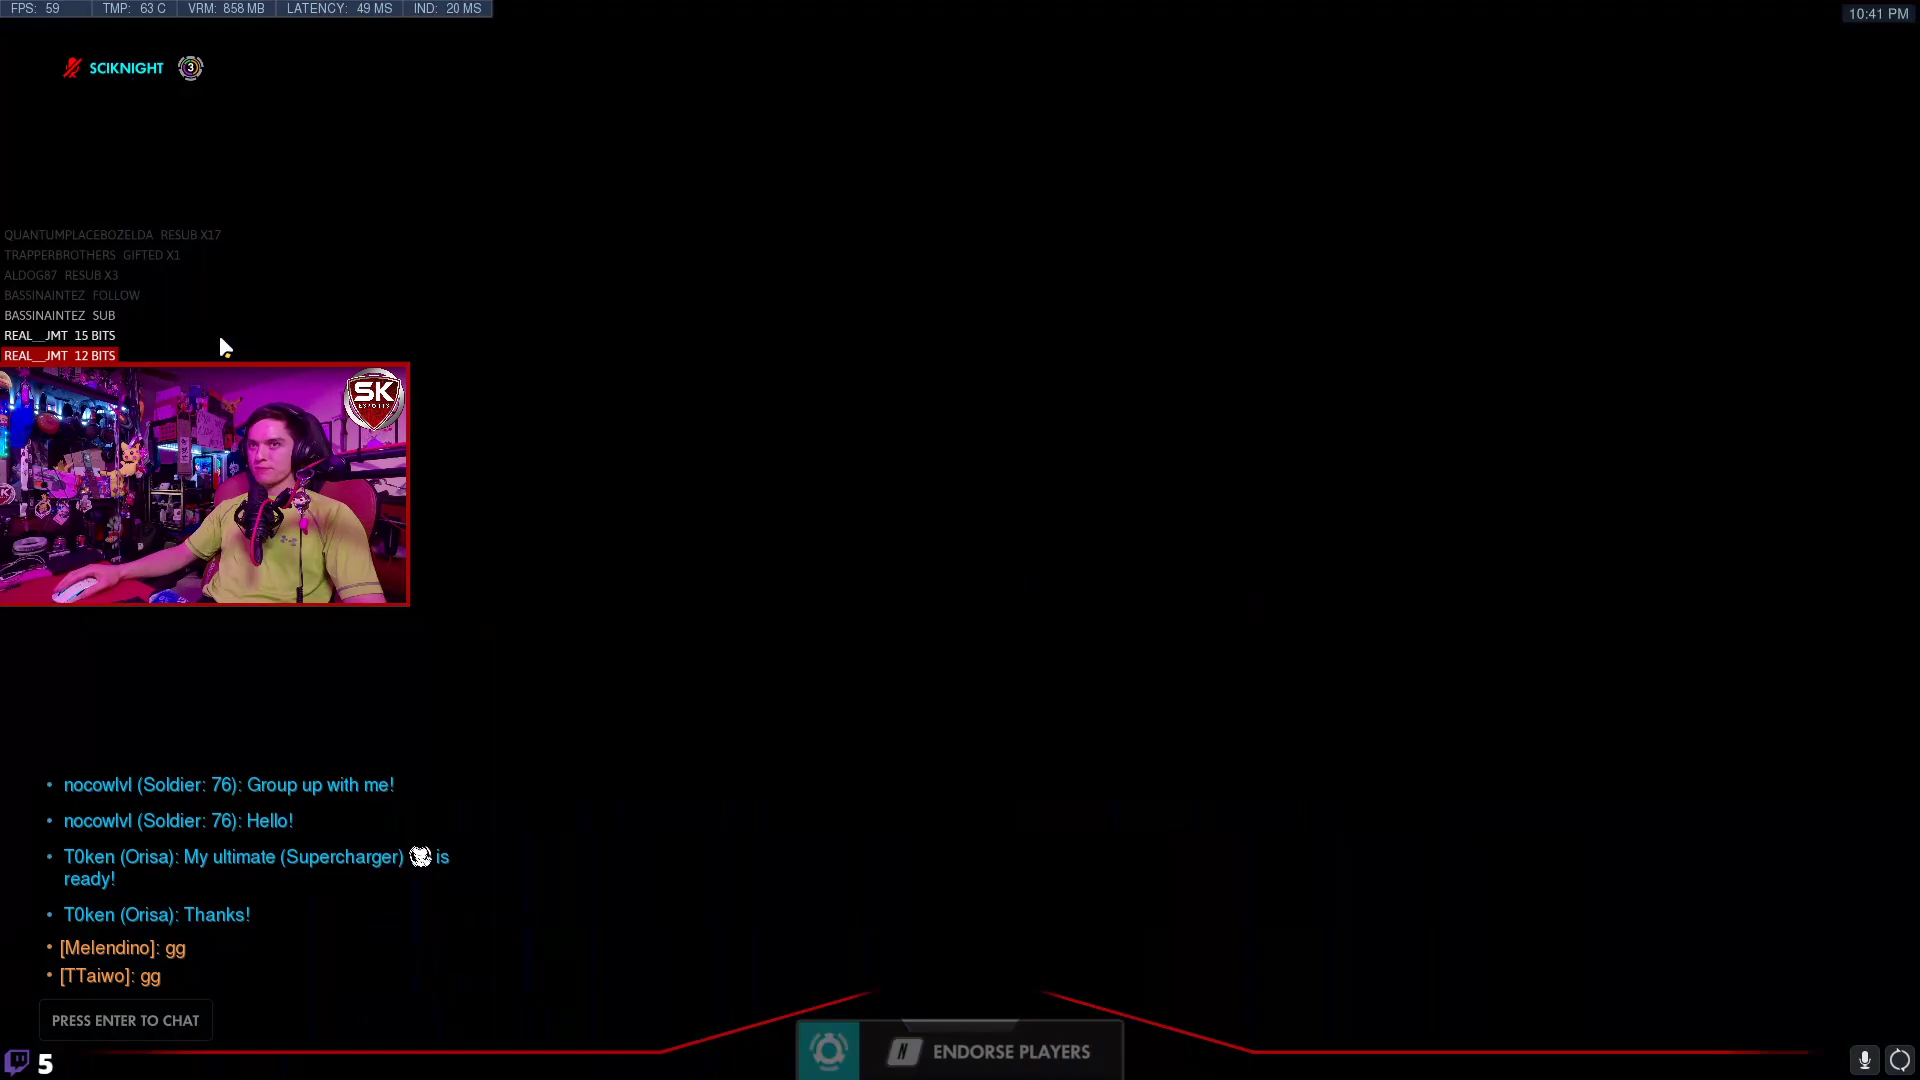 FPS: 59 TMP: 63 C VRM: 858 MB LATENCY: 49 MS IND: 20 MS
10:41 PM
SCIKNIGHT 3
QUANTUMPLACEBOZELDA RESUB X17
TRAPPERBROTHERS GIFTED X1
ALDOG87 RESUB X3
BASSINAINTEZ FOLLOW
BASSINAINTEZ SUB
REAL__JMT 15 BITS
REAL__JMT 12 BITS
SK
ESPORTS
• nocowlvl (Soldier: 76): Group up with me!
• nocowlvl (Soldier: 76): Hello!
• T0ken (Orisa): My ultimate (Supercharger) is
ready!
• T0ken (Orisa): Thanks!
• [Melendino]: gg
• [TTaiwo]: gg
PRESS ENTER TO CHAT
5
N ENDORSE PLAYERS